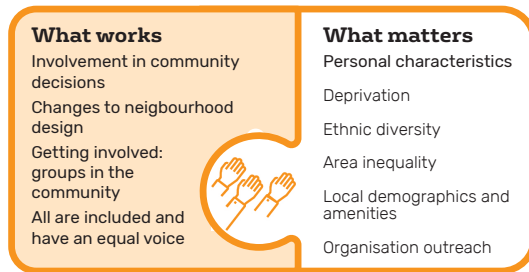 What works
Involvement in community
decisions
Changes to neigbourhood
design
Getting involved:
groups in the
community
All are included and
have an equal voice
What matters
Personal characteristics
Deprivation
Ethnic diversity
Area inequality
Local demographics and
amenities
Organisation outreach